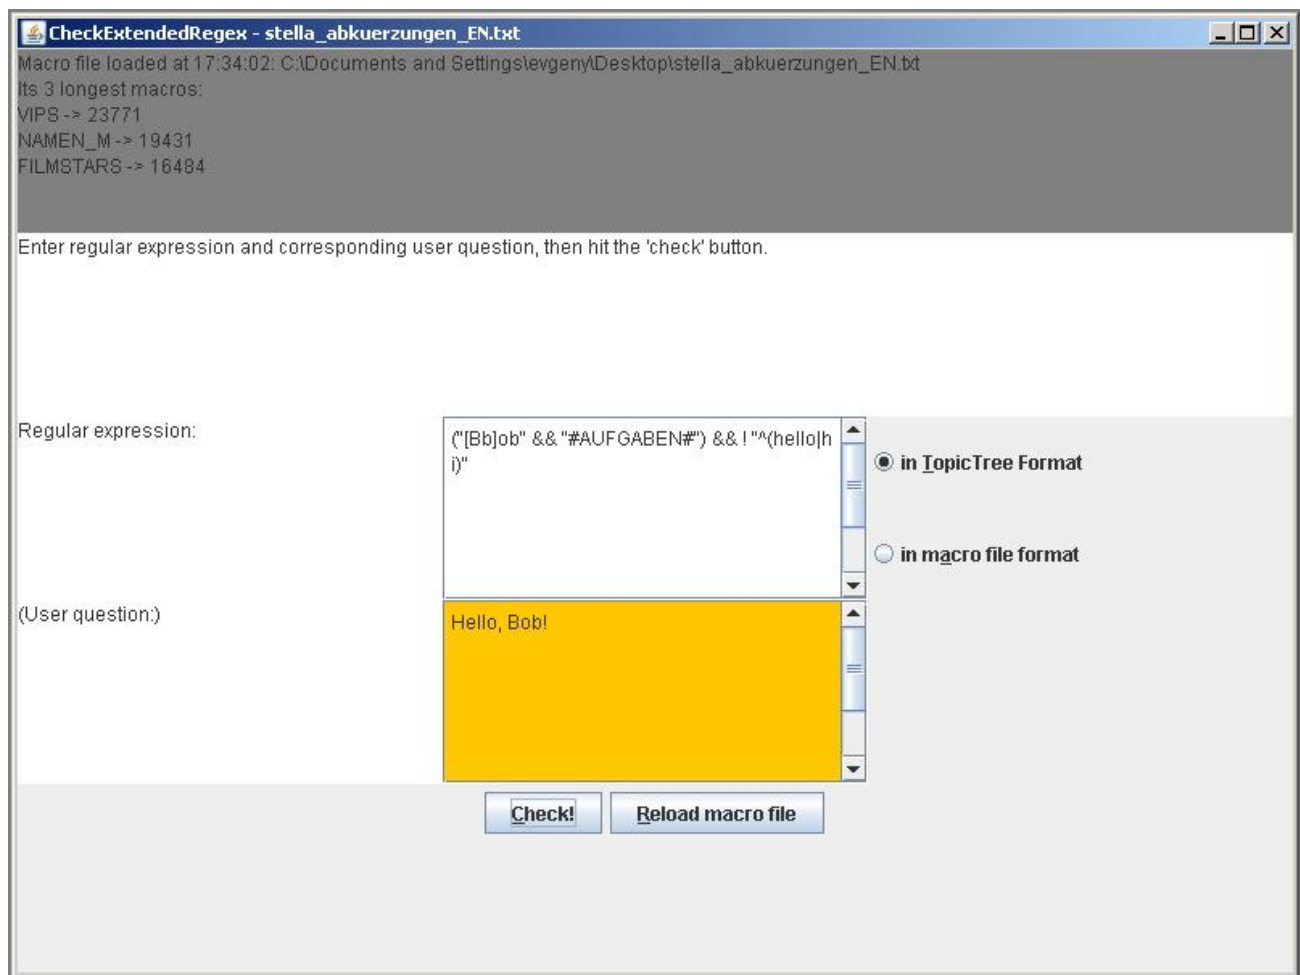 CheckExtendedRegex - stella_abkuerzungen_EN.txt
Macro file loaded at 17:34:02: C:\Documents and Settings\evgeny\Desktop\stella_abkuerzungen_EN.txt
Its 3 longest macros:
VIPS -> 23771
NAMEN_M -> 19431
FILMSTARS -> 16484
Enter regular expression and corresponding user question, then hit the 'check' button.
Regular expression:
("[Bb]ob" && "#AUFGABEN#") && ! "^(hello|h
i)"
in TopicTree Format
in macro file format
(User question:)
Hello, Bob!
Check!
Reload macro file